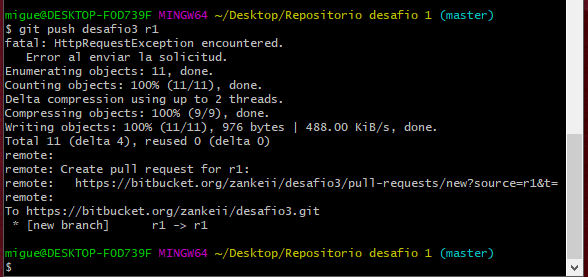 migue@DESKTOP-FOD739F MINGW64 ~/Desktop/Repositorio desafio 1 (master)
$ git push desafio3 r1
fatal: HttpRequestException encountered.
   Error al enviar la solicitud.
Enumerating objects: 11, done.
Counting objects: 100% (11/11), done.
Delta compression using up to 2 threads.
Compressing objects: 100% (9/9), done.
Writing objects: 100% (11/11), 976 bytes | 488.00 KiB/s, done.
Total 11 (delta 4), reused 0 (delta 0)
remote:
remote: Create pull request for r1:
remote:   https://bitbucket.org/zankeii/desafio3/pull-requests/new?source=r1&t=
remote:
To https://bitbucket.org/zankeii/desafio3.git
 * [new branch]      r1 -> r1
migue@DESKTOP-FOD739F MINGW64 ~/Desktop/Repositorio desafio 1 (master)
$